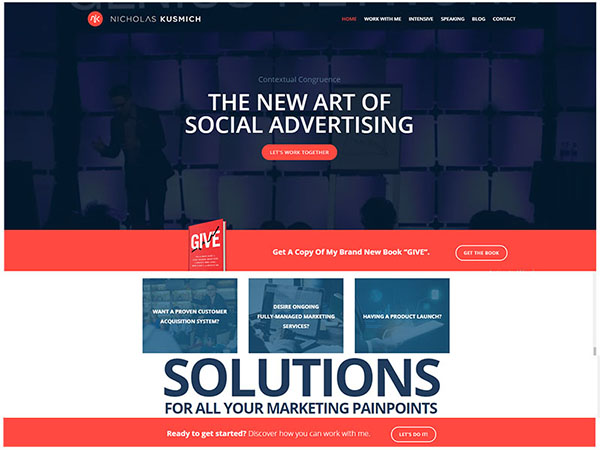 GENIUS NETWORK
NK NICHOLAS KUSMICH
HOME WORK WITH ME INTENSIVE SPEAKING BLOG CONTACT
Contextual Congruence
THE NEW ART OF
SOCIAL ADVERTISING
LET'S WORK TOGETHER
GIVE
Get A Copy Of My Brand New Book "GIVE".
GET THE BOOK
WANT A PROVEN CUSTOMER
ACQUISITION SYSTEM?
DESIRE ONGOING
FULLY-MANAGED MARKETING
SERVICES?
HAVING A PRODUCT LAUNCH?
SOLUTIONS
FOR ALL YOUR MARKETING PAINPOINTS
Ready to get started? Discover how you can work with me.
LET'S DO IT!